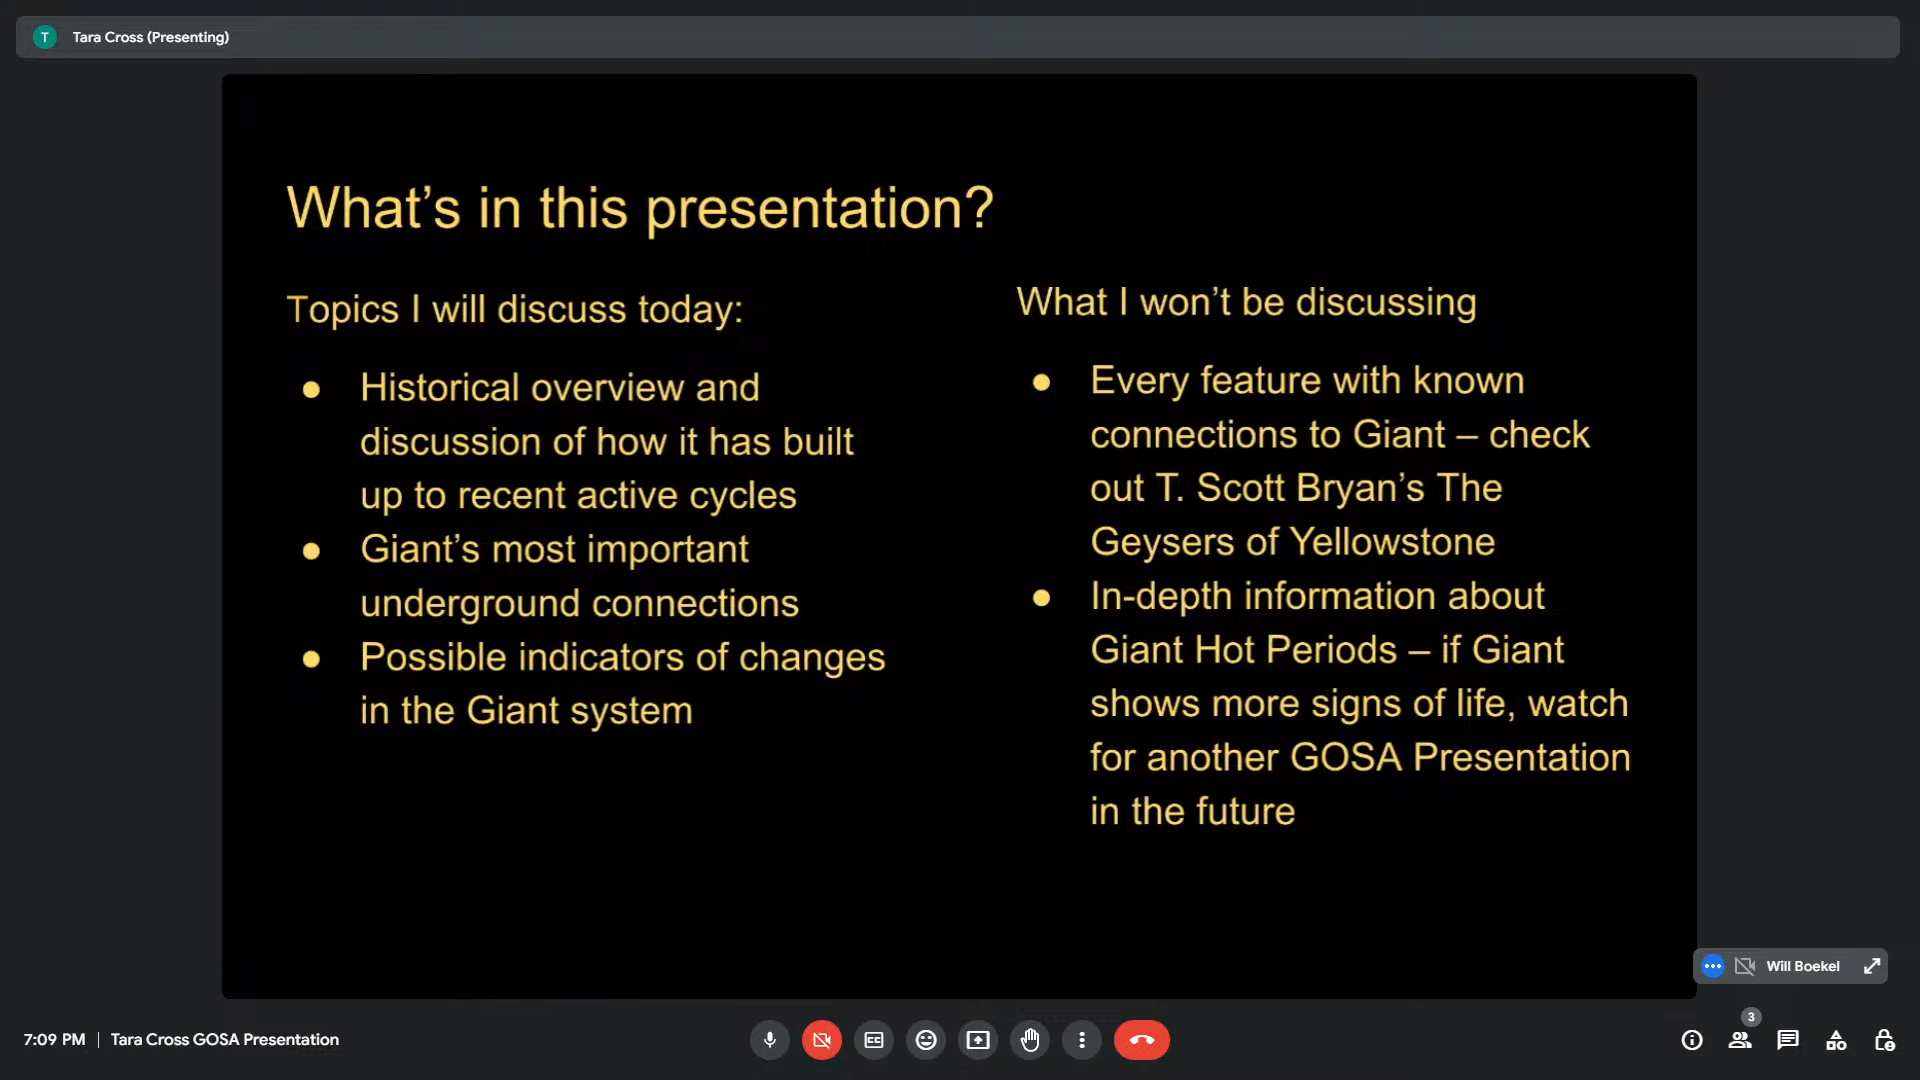 T Tara Cross (Presenting)
What's in this presentation?
Topics I will discuss today:
● Historical overview and
discussion of how it has built
up to recent active cycles
● Giant's most important
underground connections
● Possible indicators of changes
in the Giant system
What I won't be discussing
● Every feature with known
connections to Giant – check
out T. Scott Bryan's The
Geysers of Yellowstone
● In-depth information about
Giant Hot Periods – if Giant
shows more signs of life, watch
for another GOSA Presentation
in the future
Will Boekel
7:09 PM | Tara Cross GOSA Presentation
CC
3